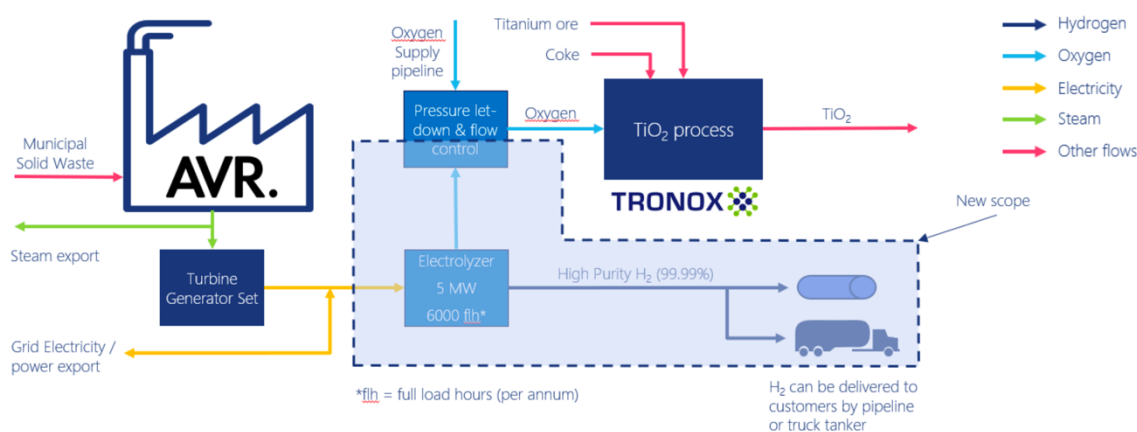 Oxygen
Supply
pipeline
Titanium ore
Coke
Hydrogen
Oxygen
Electricity
Steam
Other flows
Municipal
Solid Waste
AVR.
Pressure let-
down & flow
control
Oxygen
TiO2 process
TiO2
TRONOX
New scope
Steam export
Turbine
Generator Set
Electrolyzer
5 MW
6000 flh*
High Purity H2 (99.99%)
Grid Electricity /
power export
*flh = full load hours (per annum)
H2 can be delivered to
customers by pipeline
or truck tanker